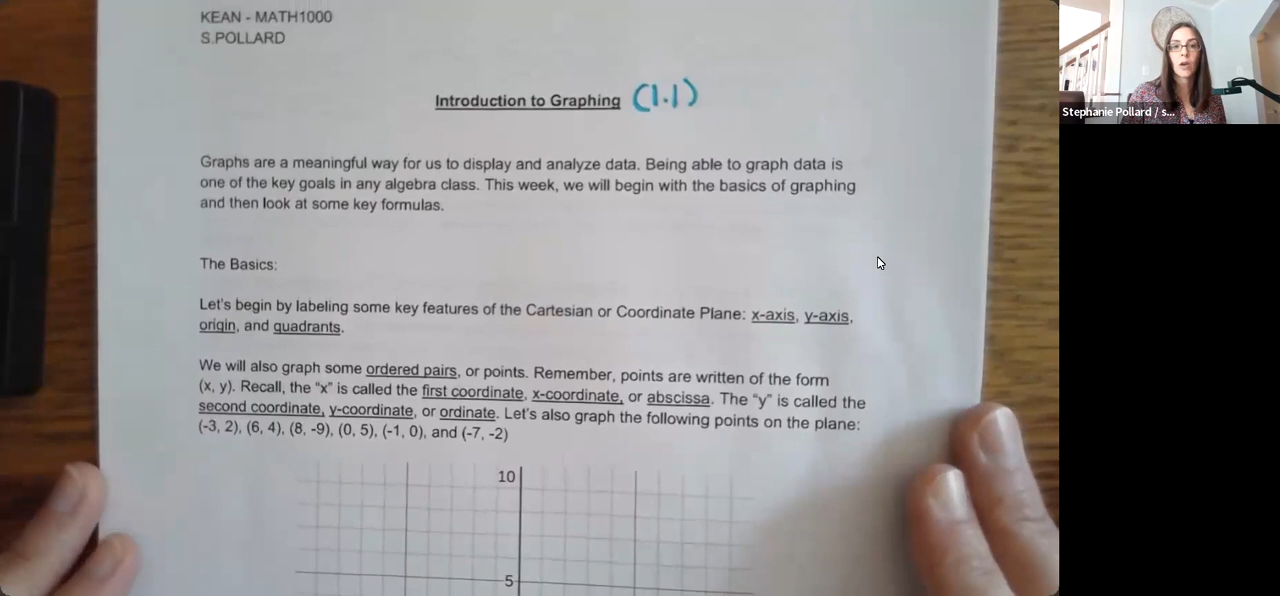 KEAN - MATH1000
S.POLLARD
Introduction to Graphing (1.1)
Graphs are a meaningful way for us to display and analyze data. Being able to graph data is
one of the key goals in any algebra class. This week, we will begin with the basics of graphing
and then look at some key formulas.
The Basics:
Let's begin by labeling some key features of the Cartesian or Coordinate Plane: x-axis, y-axis,
origin, and quadrants.
We will also graph some ordered pairs, or points. Remember, points are written of the form
(x, y). Recall, the “x” is called the first coordinate, x-coordinate, or abscissa. The “y” is called the
second coordinate, y-coordinate, or ordinate. Let's also graph the following points on the plane:
(-3, 2), (6, 4), (8, -9), (0, 5), (-1, 0), and (-7, -2)
10
5
Stephanie Pollard / s...